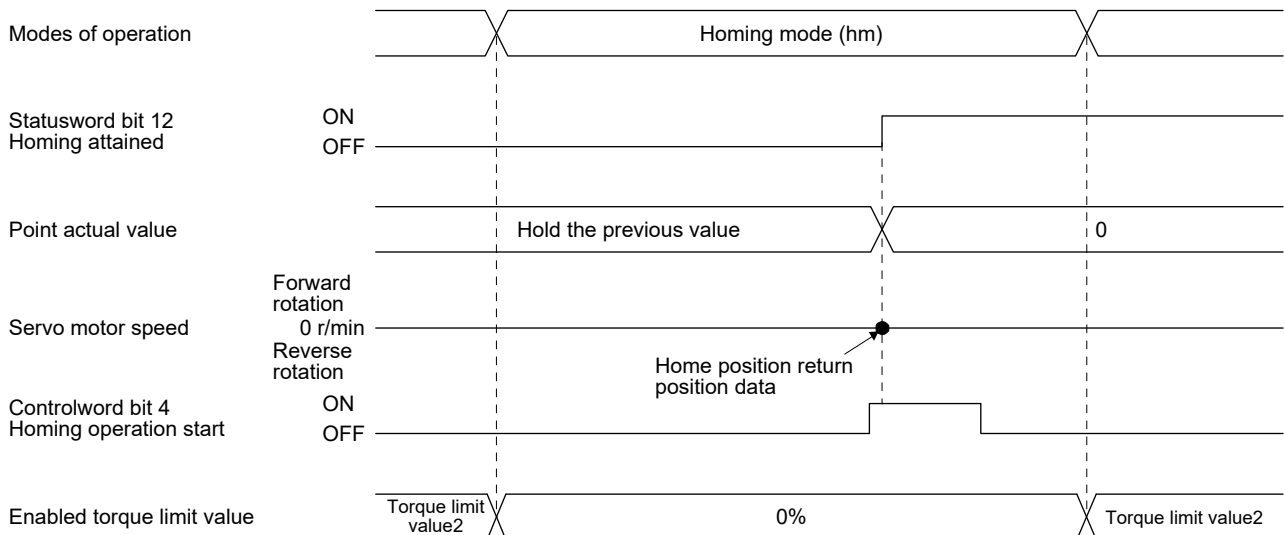 Modes of operation
Homing mode (hm)
Statusword bit 12
Homing attained
ON
OFF
Point actual value
Hold the previous value
0
Servo motor speed
Forward
rotation
0 r/min
Reverse
rotation
Home position return
position data
Controlword bit 4
Homing operation start
ON
OFF
Enabled torque limit value
Torque limit
value2
0%
Torque limit value2